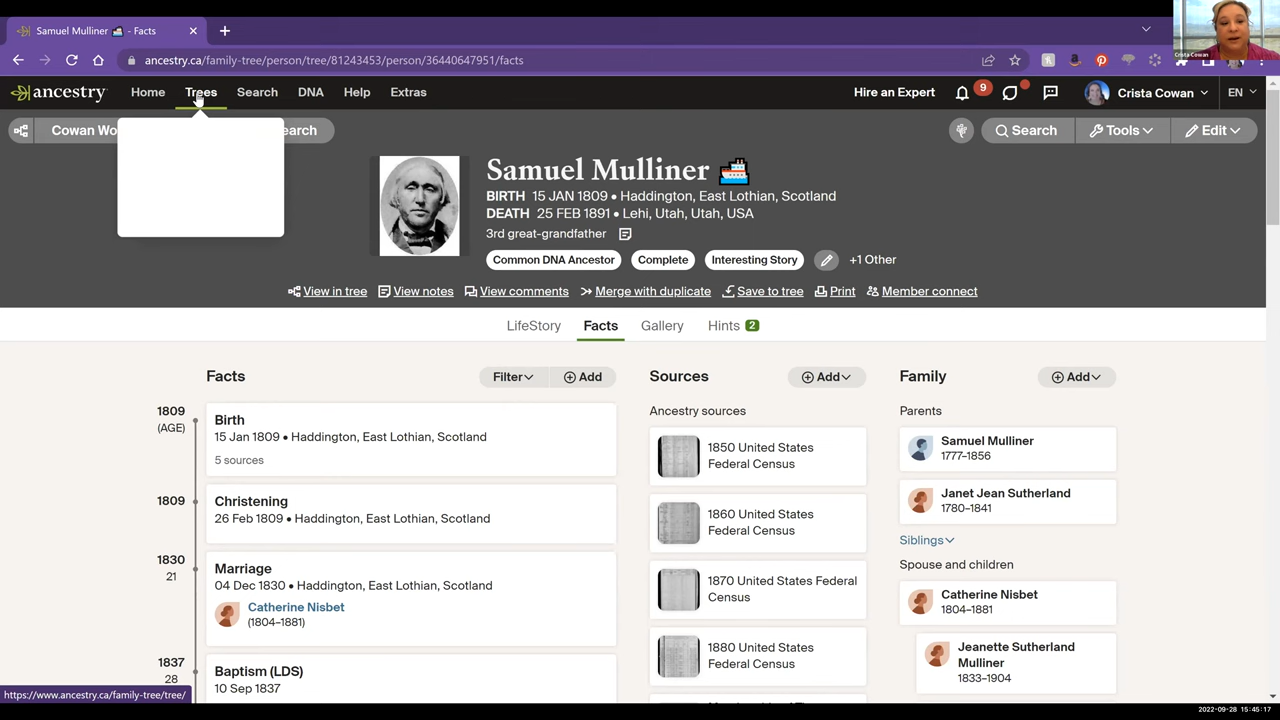 Samuel Mulliner 🚢 - Facts
ancestry.ca/family-tree/person/tree/81243453/person/36440647951/facts
Crista Cowan
ancestry Home Trees Search DNA Help Extras Hire an Expert 9 Crista Cowan EN
Cowan Wo earch Search Tools Edit
Samuel Mulliner 🚢
BIRTH 15 JAN 1809 • Haddington, East Lothian, Scotland
DEATH 25 FEB 1891 • Lehi, Utah, Utah, USA
3rd great-grandfather
Common DNA Ancestor Complete Interesting Story +1 Other
View in tree View notes View comments Merge with duplicate Save to tree Print Member connect
LifeStory Facts Gallery Hints 2
Facts Filter Add
1809
(AGE)
Birth
15 Jan 1809 • Haddington, East Lothian, Scotland
5 sources
1809
Christening
26 Feb 1809 • Haddington, East Lothian, Scotland
1830
21
Marriage
04 Dec 1830 • Haddington, East Lothian, Scotland
Catherine Nisbet
(1804–1881)
1837
28
Baptism (LDS)
10 Sep 1837
Sources Add
Ancestry sources
1850 United States
Federal Census
1860 United States
Federal Census
1870 United States Federal
Census
1880 United States
Federal Census
Family Add
Parents
Samuel Mulliner
1777–1856
Janet Jean Sutherland
1780–1841
Siblings
Spouse and children
Catherine Nisbet
1804–1881
Jeanette Sutherland
Mulliner
1833–1904
https://www.ancestry.ca/family-tree/tree/
2022-09-28 15:45:17